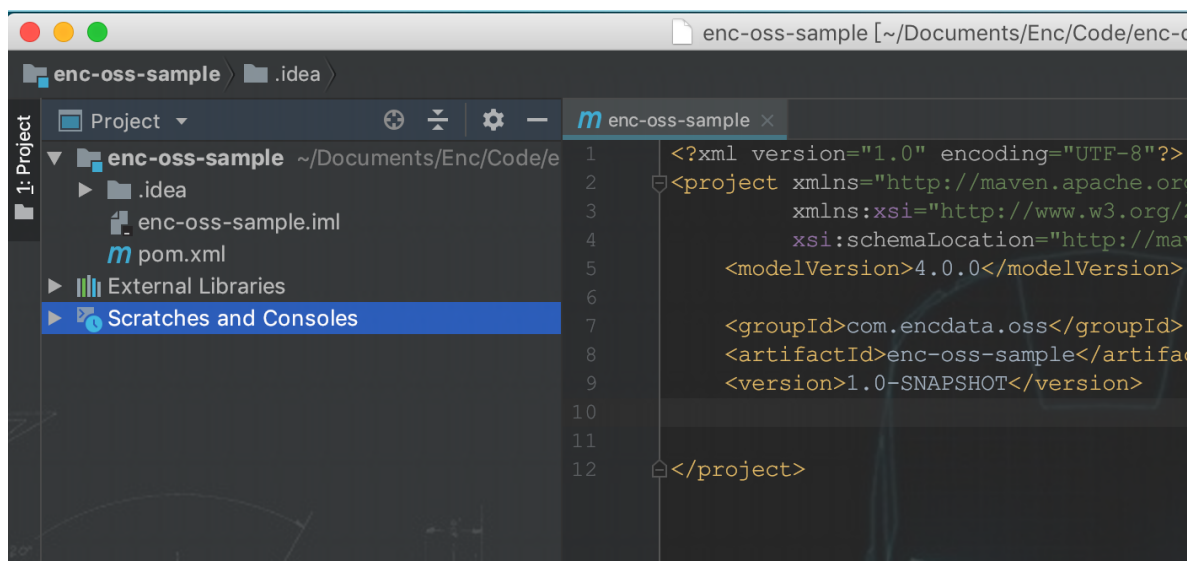 enc-oss-sample [~/Documents/Enc/Code/enc-
enc-oss-sample .idea
1: Project
Project
enc-oss-sample ~/Documents/Enc/Code/e
.idea
enc-oss-sample.iml
m pom.xml
External Libraries
Scratches and Consoles
m enc-oss-sample
1 <?xml version="1.0" encoding="UTF-8"?>
2 <project xmlns="http://maven.apache.org
3 xmlns:xsi="http://www.w3.org/
4 xsi:schemaLocation="http://mav
5 <modelVersion>4.0.0</modelVersion>
6
7 <groupId>com.encdata.oss</groupId>
8 <artifactId>enc-oss-sample</artifac
9 <version>1.0-SNAPSHOT</version>
10
11
12 </project>